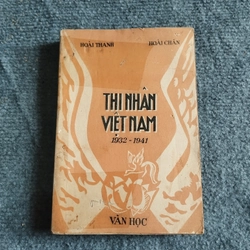 HOÀI THANH HOÀI CHÂN
THI NHÂN
VIỆT NAM
1932-1941
VĂN HỌC